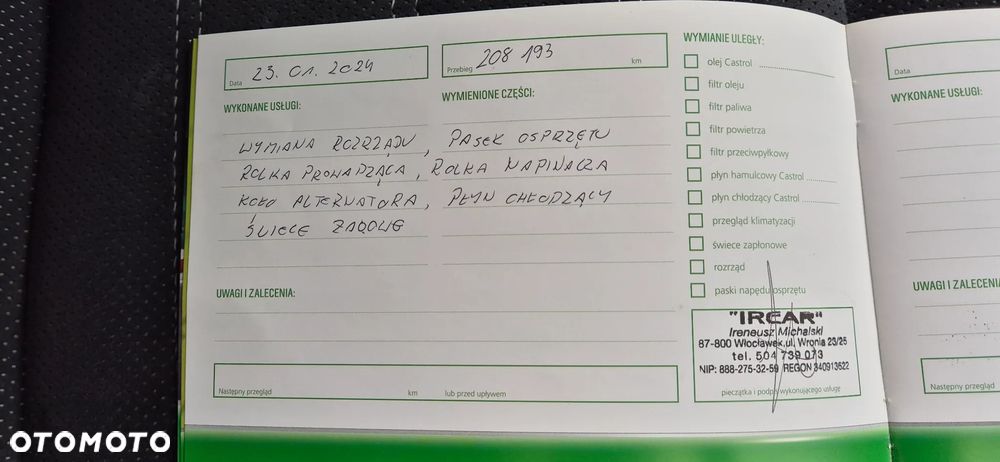 Data 23. 01. 2024
Przebieg 208 193 km
WYKONANE USŁUGI:
WYMIENIONE CZĘŚCI:
WYMIANA ROZRZĄDU, PASEK OSPRZĘTU
ROLKA PROWADZĄCA, ROLKA NAPINACZA
KOŁO ALTERNATORA, PŁYN CHŁODZĄCY
ŚWIECE ŻAROWE
UWAGI I ZALECENIA:
Następny przegląd km lub przed upływem
WYMIANIE ULEGŁY:
olej Castrol
filtr oleju
filtr paliwa
filtr powietrza
filtr przeciwpyłkowy
płyn hamulcowy Castrol
płyn chłodzący Castrol
przegląd klimatyzacji
świece zapłonowe
rozrząd
paski napędu osprzętu
"IRCAR"
Ireneusz Michalski
87-800 Włocławek, ul. Wronia 23/25
tel. 504 739 073
NIP: 888-275-32-59 REGON 340913622
pieczątka i podpis wykonującego usługę
Data
WYKONANE USŁUGI:
UWAGI I ZALECENIA
Następny
OTOMOTO